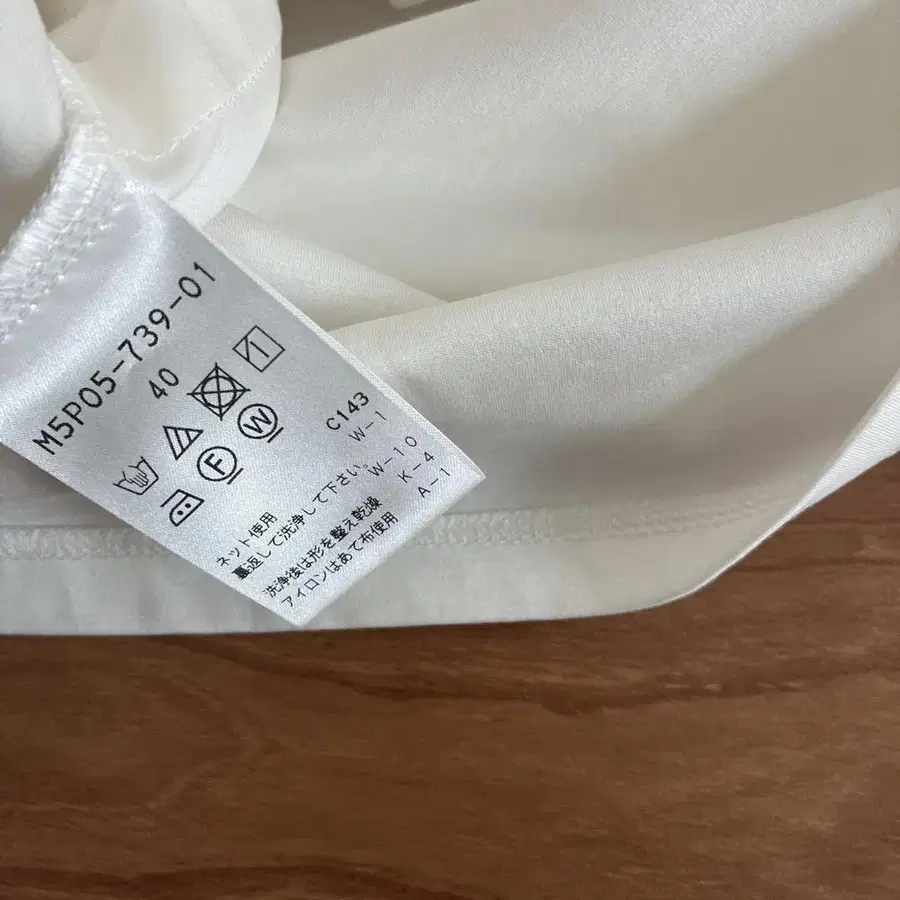 M5P05-739-01
40
F W
C143
W-1
W-10
K-4
A-1
ネット使用
裏返して洗浄して下さい。
洗浄後は形を整え乾燥
アイロンはあて布使用